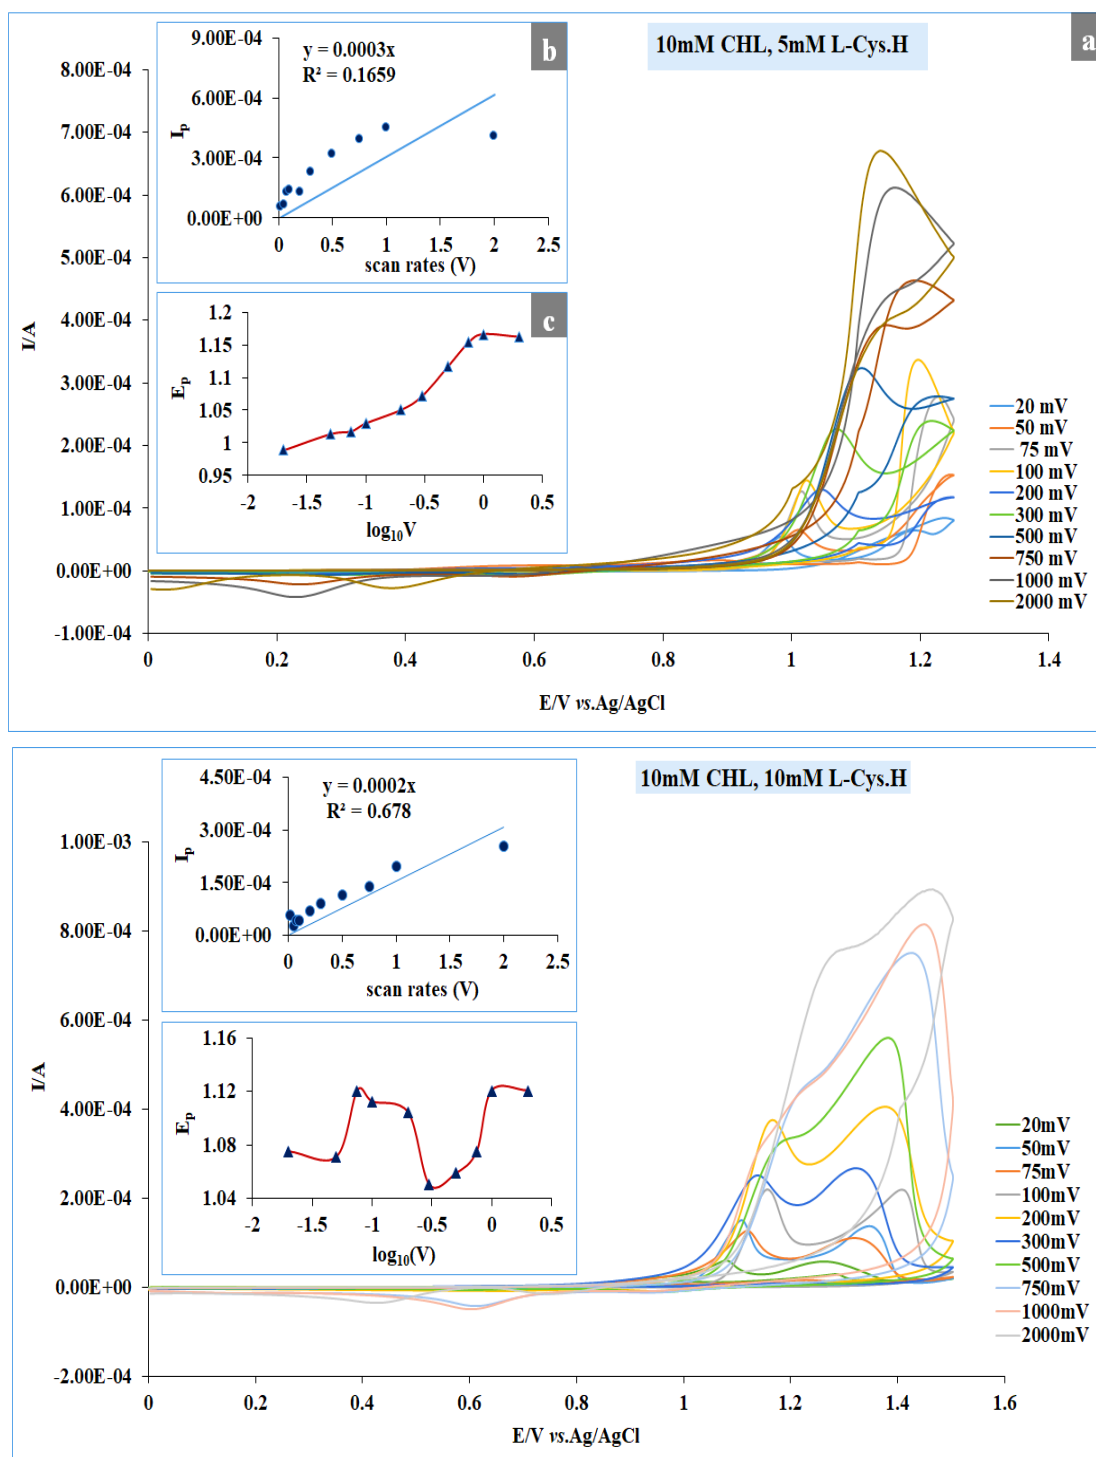 10mM CHL, 5mM L-Cys.H
a
8.00E-04
7.00E-04
6.00E-04
5.00E-04
4.00E-04
3.00E-04
2.00E-04
1.00E-04
0.00E+00
-1.00E-04
I/A
0 0.2 0.4 0.6 0.8 1 1.2 1.4
E/V vs.Ag/AgCl
b
y = 0.0003x
R² = 0.1659
9.00E-04
6.00E-04
3.00E-04
0.00E+00
Ip
0 0.5 1 1.5 2 2.5
scan rates (V)
c
1.2
1.15
1.1
1.05
1
0.95
Ep
-2 -1.5 -1 -0.5 0 0.5
log10V
20 mV
50 mV
75 mV
100 mV
200 mV
300 mV
500 mV
750 mV
1000 mV
2000 mV
10mM CHL, 10mM L-Cys.H
1.00E-03
8.00E-04
6.00E-04
4.00E-04
2.00E-04
0.00E+00
-2.00E-04
I/A
0 0.2 0.4 0.6 0.8 1 1.2 1.4 1.6
E/V vs.Ag/AgCl
y = 0.0002x
R² = 0.678
4.50E-04
3.00E-04
1.50E-04
0.00E+00
Ip
0 0.5 1 1.5 2 2.5
scan rates (V)
1.16
1.12
1.08
1.04
Ep
-2 -1.5 -1 -0.5 0 0.5
log10(V)
20mV
50mV
75mV
100mV
200mV
300mV
500mV
750mV
1000mV
2000mV